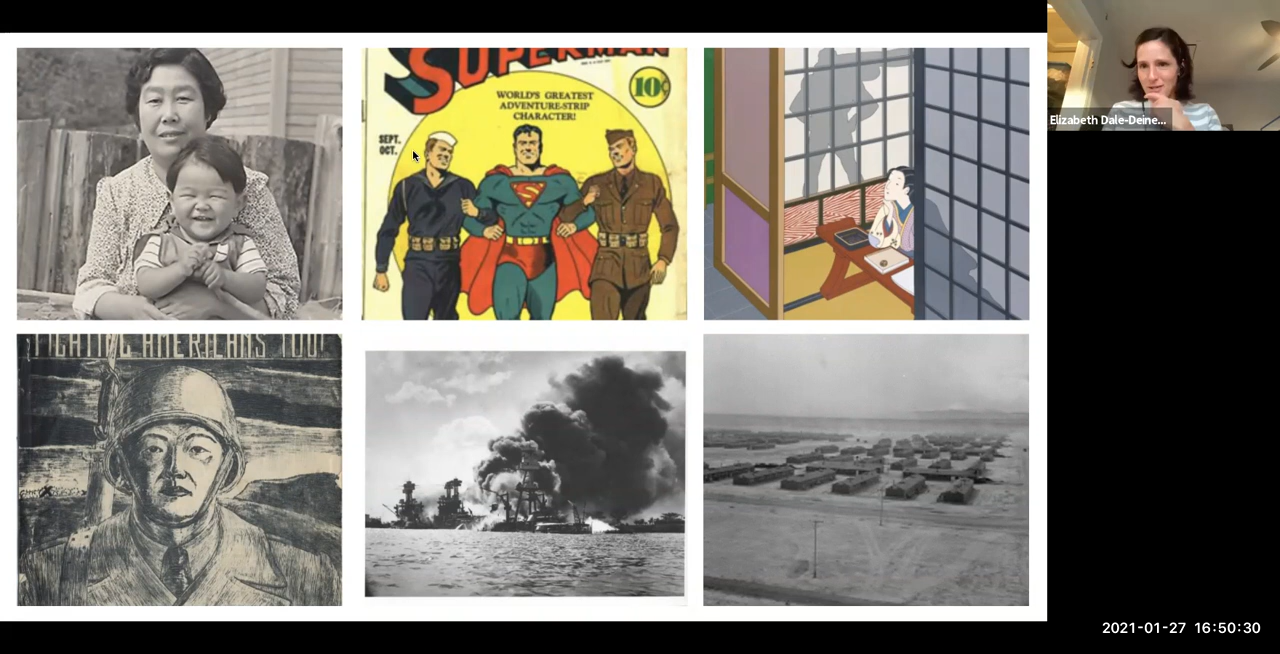 SUPERMAN
10¢
WORLD'S GREATEST
ADVENTURE-STRIP
CHARACTER!
SEPT.
OCT.
Elizabeth Dale-Deine...
FIGHTING AMERICANS TOO!
2021-01-27 16:50:30